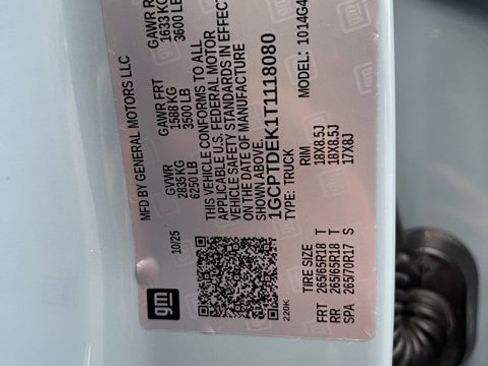 MFD BY GENERAL MOTORS LLC
10/25
GVWR GAWR FRT GAWR RR
2835 KG 1588 KG 1633 KG
6250 LB 3500 LB 3600 LB
THIS VEHICLE CONFORMS TO ALL
APPLICABLE U.S. FEDERAL MOTOR
VEHICLE SAFETY STANDARDS IN EFFECT
ON THE DATE OF MANUFACTURE
SHOWN ABOVE.
1GCPTDEK1T1118080
TYPE: TRUCK MODEL: 1014G4
gm
220K
TIRE SIZE RIM
FRT 265/65R18 T 18X8.5J
RR 265/65R18 T 18X8.5J
SPA 265/70R17 S 17X8J